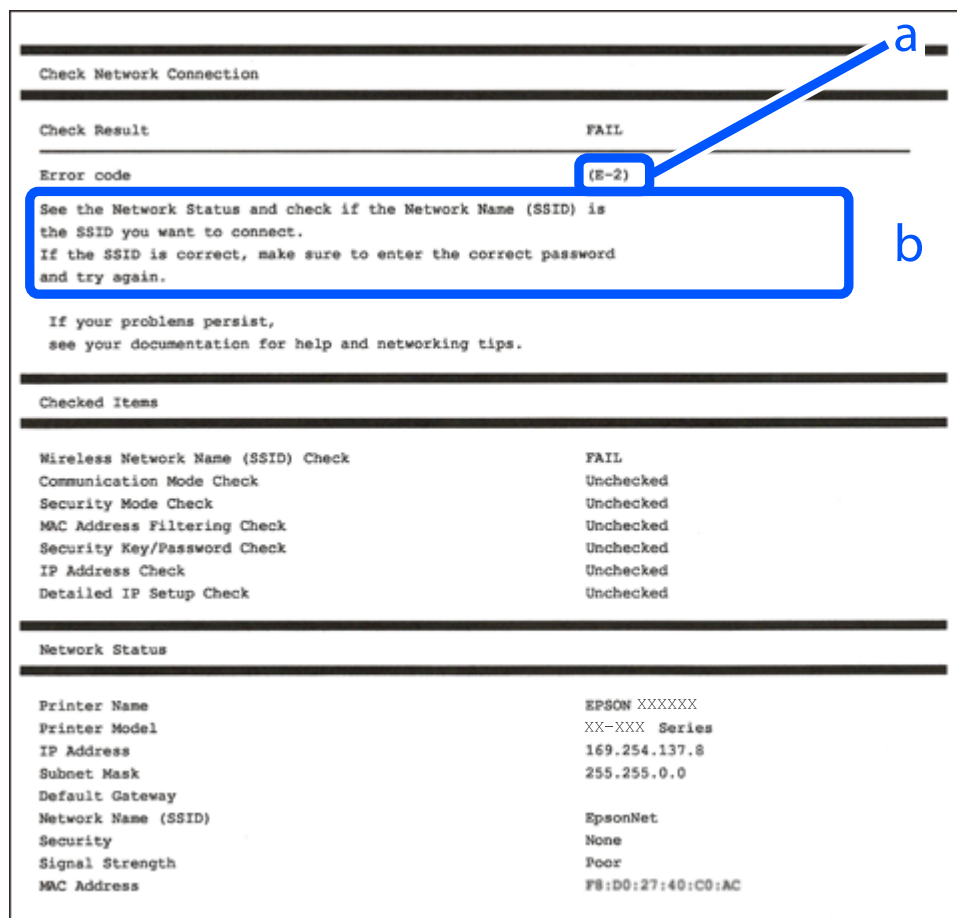 a
Check Network Connection
Check Result FAIL
Error code (E-2)
See the Network Status and check if the Network Name (SSID) is
the SSID you want to connect.
If the SSID is correct, make sure to enter the correct password
and try again.
b
If your problems persist,
see your documentation for help and networking tips.
Checked Items
Wireless Network Name (SSID) Check FAIL
Communication Mode Check Unchecked
Security Mode Check Unchecked
MAC Address Filtering Check Unchecked
Security Key/Password Check Unchecked
IP Address Check Unchecked
Detailed IP Setup Check Unchecked
Network Status
Printer Name EPSON XXXXXX
Printer Model XX-XXX Series
IP Address 169.254.137.8
Subnet Mask 255.255.0.0
Default Gateway
Network Name (SSID) EpsonNet
Security None
Signal Strength Poor
MAC Address F8:D0:27:40:C0:AC